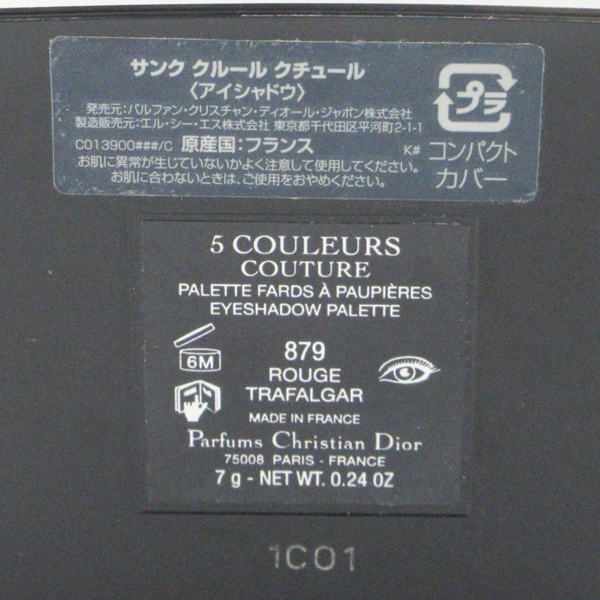 サンク クルール クチュール
〈アイシャドウ〉
発売元:パルファン・クリスチャン・ディオール・ジャポン株式会社
製造販売元:エル・シー・エス株式会社 東京都千代田区平河町2-1-1
C013900###/C 原産国:フランス K#
お肌に異常が生じていないかよく注意して使用してください。
お肌に合わないときは、ご使用をおやめください。
プラ
コンパクト
カバー
5 COULEURS
COUTURE
PALETTE FARDS À PAUPIÈRES
EYESHADOW PALETTE
6M
879
ROUGE
TRAFALGAR
MADE IN FRANCE
Parfums Christian Dior
75008 PARIS - FRANCE
7 g - NET WT. 0.24 OZ
1C01